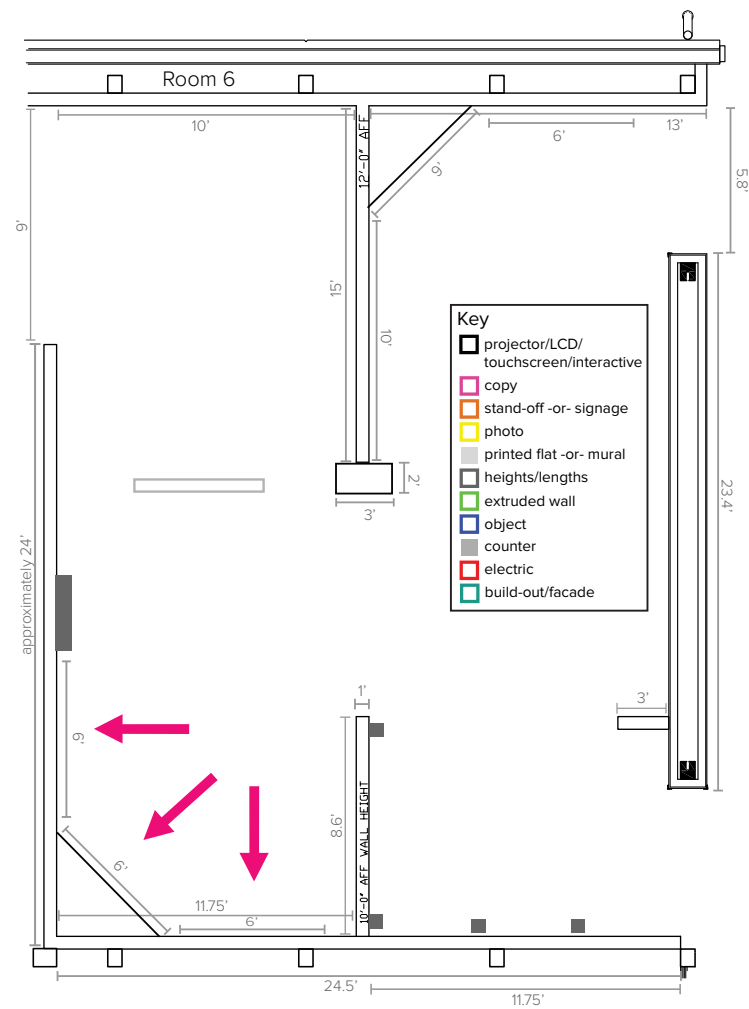 Room 6
10'
13'
6'
12'-0" AFF
9'
5.8'
9'
15'
10'
Key
projector/LCD/
touchscreen/interactive
copy
stand-off -or- signage
photo
printed flat -or- mural
heights/lengths
extruded wall
object
counter
electric
build-out/facade
2'
3'
23.4'
approximately 24'
1'
3'
6'
8.6'
10'-0" AFF WALL HEIGHT
6'
11.75'
6'
24.5'
11.75'